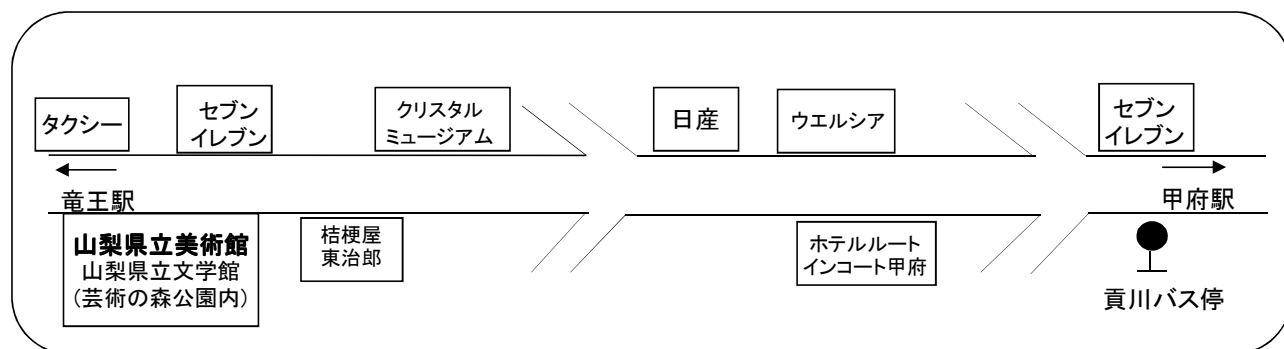 タクシー
セブン
イレブン
クリスタル
ミュージアム
日産
ウエルシア
セブン
イレブン
竜王駅
甲府駅
山梨県立美術館
山梨県立文学館
(芸術の森公園内)
桔梗屋
東治郎
ホテルルート
インコート甲府
貢川バス停